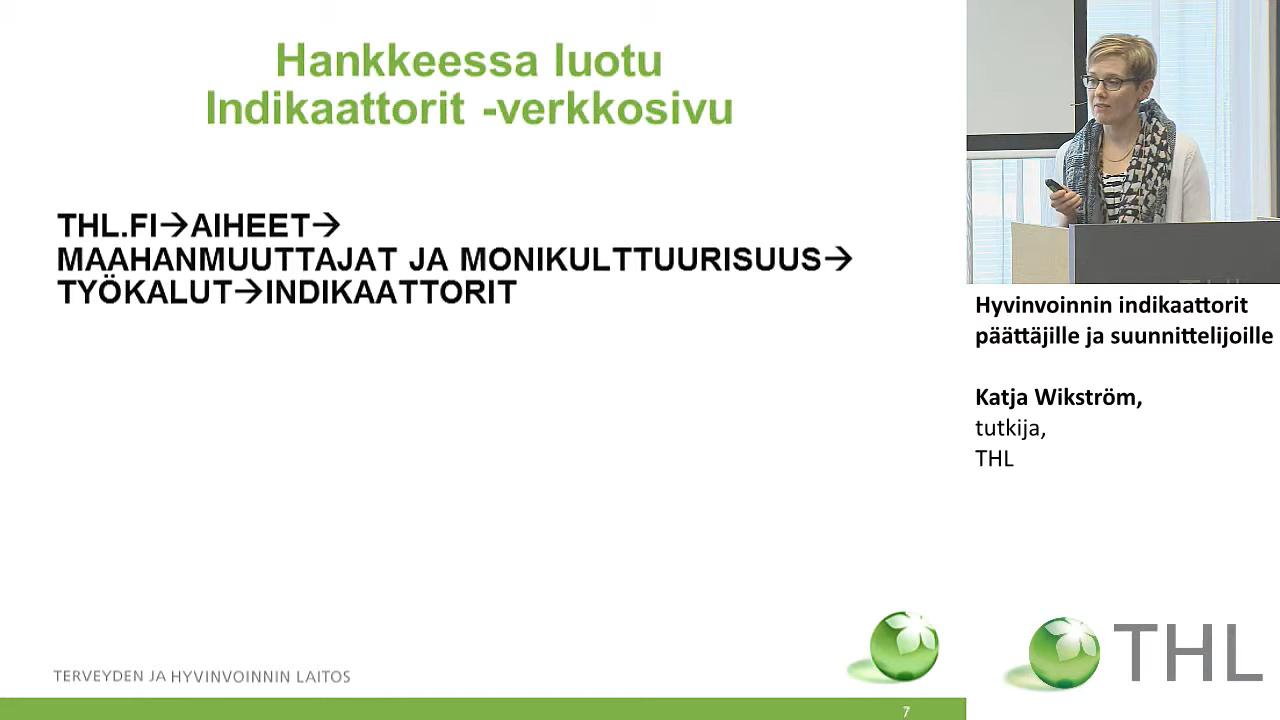 Hankkeessa luotu
Indikaattorit -verkkosivu
THL.FI→AIHEET→
MAAHANMUUTTAJAT JA MONIKULTTUURISUUS→
TYÖKALUT→INDIKAATTORIT
TERVEYDEN JA HYVINVOINNIN LAITOS
7
Hyvinvoinnin indikaattorit
päättäjille ja suunnittelijoille
Katja Wikström,
tutkija,
THL
THL